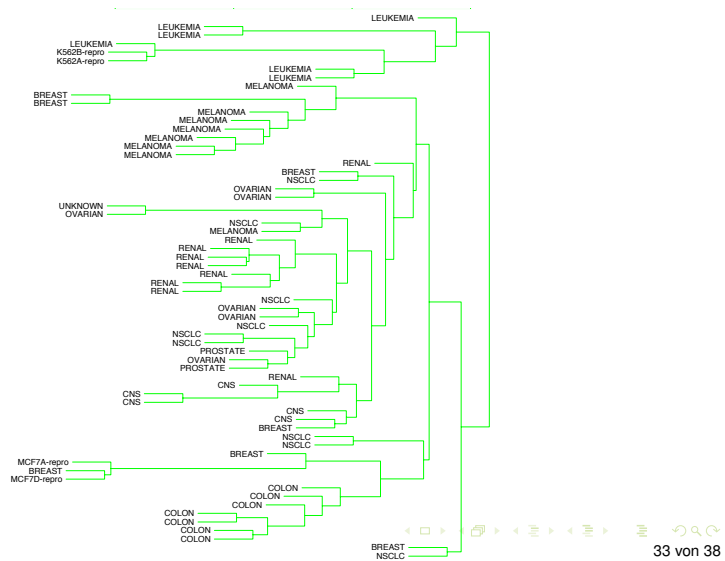 LEUKEMIA
LEUKEMIA
LEUKEMIA
LEUKEMIA
K562B-repro
K562A-repro
LEUKEMIA
LEUKEMIA
MELANOMA
BREAST
BREAST
MELANOMA
MELANOMA
MELANOMA
MELANOMA
MELANOMA
MELANOMA
RENAL
BREAST
NSCLC
OVARIAN
OVARIAN
UNKNOWN
OVARIAN
NSCLC
MELANOMA
RENAL
RENAL
RENAL
RENAL
RENAL
RENAL
RENAL
NSCLC
OVARIAN
OVARIAN
NSCLC
NSCLC
NSCLC
PROSTATE
OVARIAN
PROSTATE
RENAL
CNS
CNS
CNS
CNS
CNS
BREAST
NSCLC
NSCLC
BREAST
MCF7A-repro
BREAST
MCF7D-repro
COLON
COLON
COLON
COLON
COLON
COLON
COLON
BREAST
NSCLC
33 von 38